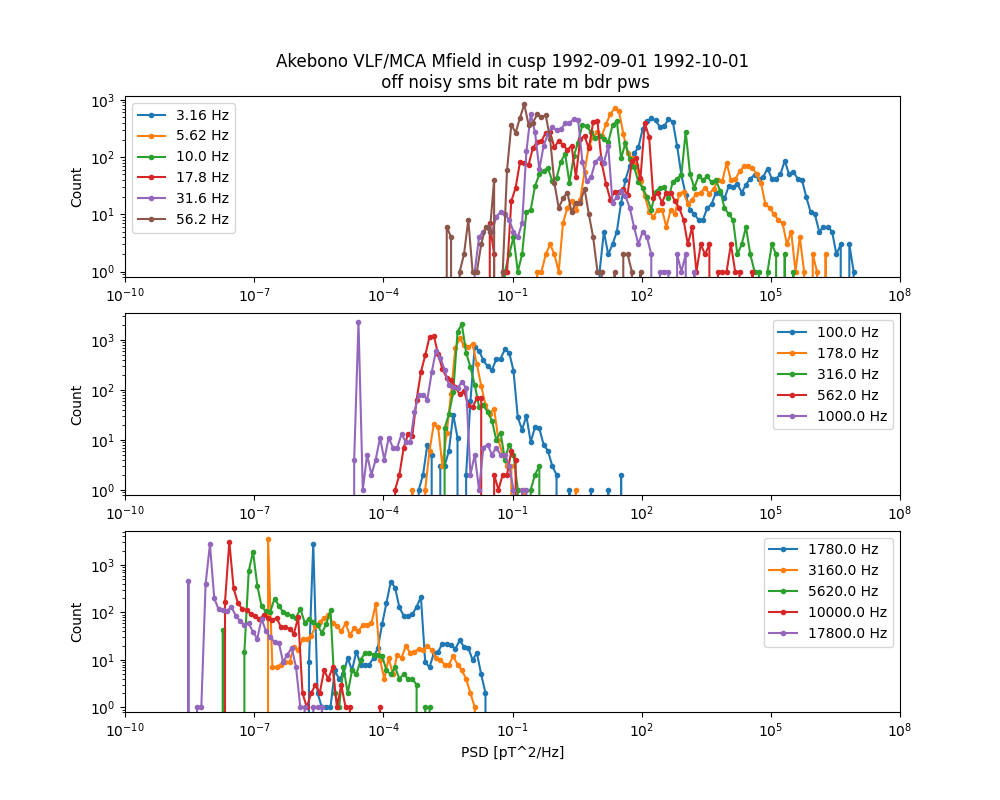 Akebono VLF/MCA Mfield in cusp 1992-09-01 1992-10-01
off noisy sms bit rate m bdr pws
10^3
10^2
10^1
10^0
Count
3.16 Hz
5.62 Hz
10.0 Hz
17.8 Hz
31.6 Hz
56.2 Hz
10^-10 10^-7 10^-4 10^-1 10^2 10^5 10^8
10^3
10^2
10^1
10^0
Count
100.0 Hz
178.0 Hz
316.0 Hz
562.0 Hz
1000.0 Hz
10^-10 10^-7 10^-4 10^-1 10^2 10^5 10^8
10^3
10^2
10^1
10^0
Count
1780.0 Hz
3160.0 Hz
5620.0 Hz
10000.0 Hz
17800.0 Hz
10^-10 10^-7 10^-4 10^-1 10^2 10^5 10^8
PSD [pT^2/Hz]